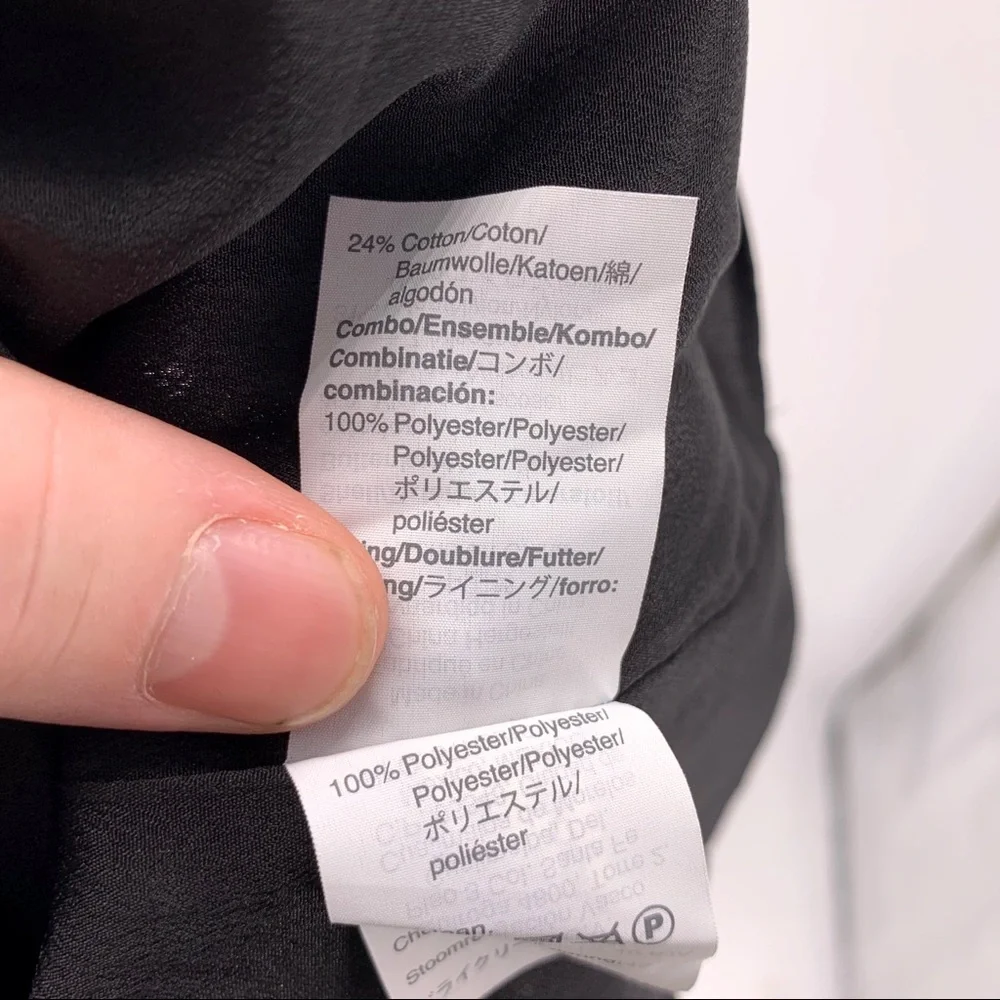 24% Cotton/Coton/
Baumwolle/Katoen/綿/
algodón
Combo/Ensemble/Kombo/
Combinatie/コンボ/
combinación:
100% Polyester/Polyester/
Polyester/Polyester/
ポリエステル/
poliéster
ng/Doublure/Futter/
ng/ライニング/forro:
100% Polyester/Polyester/
Polyester/Polyester/
ポリエステル/
poliéster
P